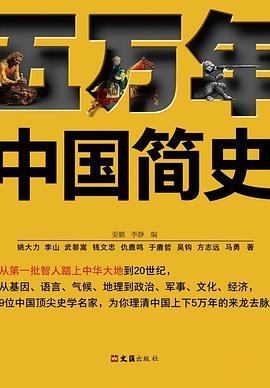 五万年
中国简史
姜鹏 李静 编
姚大力 李山 武黎嵩 钱文忠 仇鹿鸣 于赓哲 吴钩 方志远 马勇 著
从第一批智人踏上中华大地到20世纪，
从基因、语言、气候、地理到政治、军事、文化、经济，
9位中国顶尖史学名家，为你理清中国上下5万年的来龙去脉
文匯出版社